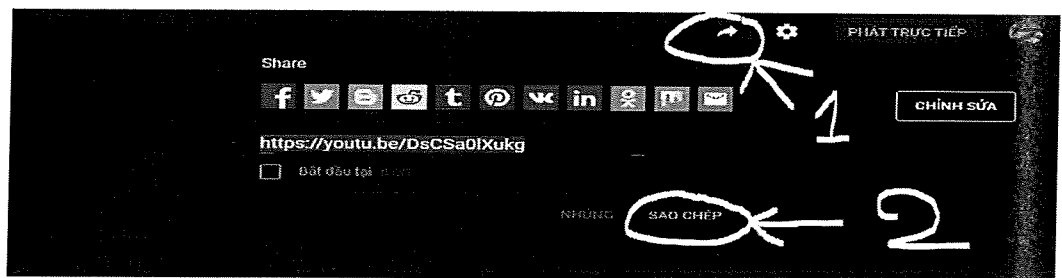 PHÁT TRỰC TIẾP
1
Share
CHỈNH SỬA
https://youtu.be/DsCSa0lXukg
Bắt đầu tại
NHÚNG SAO CHÉP
2